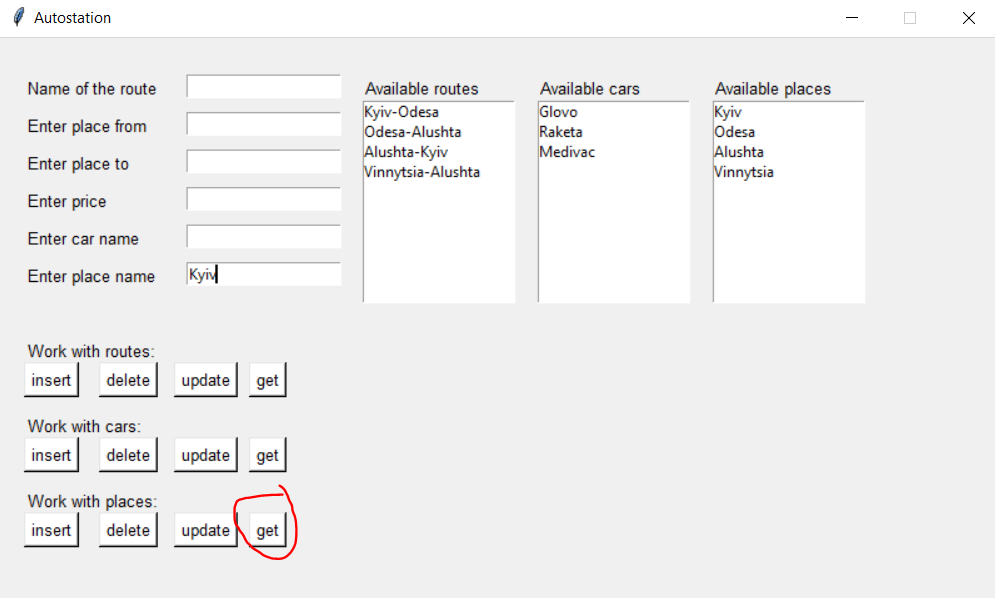 Autostation
Name of the route
Enter place from
Enter place to
Enter price
Enter car name
Enter place name
Kyiv
Available routes
Kyiv-Odesa
Odesa-Alushta
Alushta-Kyiv
Vinnytsia-Alushta
Available cars
Glovo
Raketa
Medivac
Available places
Kyiv
Odesa
Alushta
Vinnytsia
Work with routes:
insert delete update get
Work with cars:
insert delete update get
Work with places:
insert delete update get